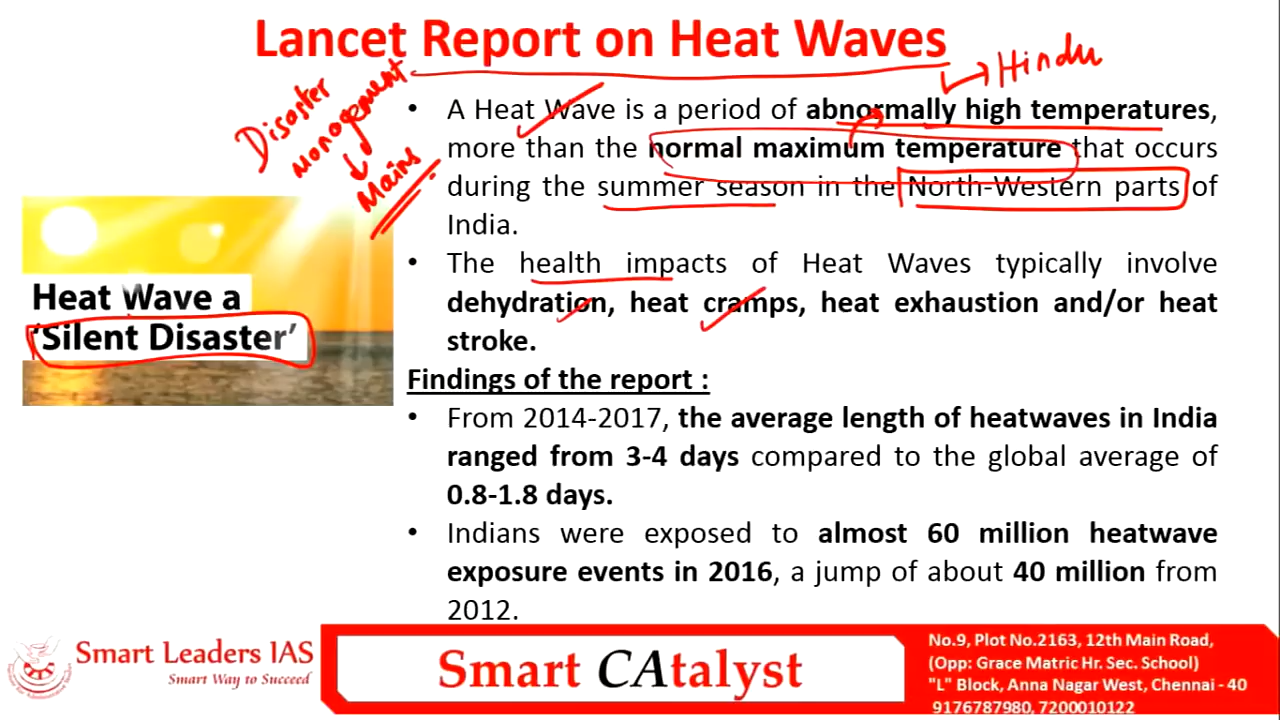 Lancet Report on Heat Waves
Hindu
Disaster
management
Mains
• A Heat Wave is a period of abnormally high temperatures,
more than the normal maximum temperature that occurs
during the summer season in the North-Western parts of
India.
• The health impacts of Heat Waves typically involve
dehydration, heat cramps, heat exhaustion and/or heat
stroke.
Heat Wave a
‘Silent Disaster’
Findings of the report :
• From 2014-2017, the average length of heatwaves in India
ranged from 3-4 days compared to the global average of
0.8-1.8 days.
• Indians were exposed to almost 60 million heatwave
exposure events in 2016, a jump of about 40 million from
2012.
Smart Leaders IAS
Smart Way to Succeed
Smart CAtalyst
No.9, Plot No.2163, 12th Main Road,
(Opp: Grace Matric Hr. Sec. School)
"L" Block, Anna Nagar West, Chennai - 40
9176787980, 7200010122